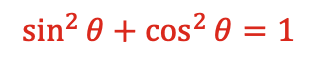 sin² θ + cos² θ = 1